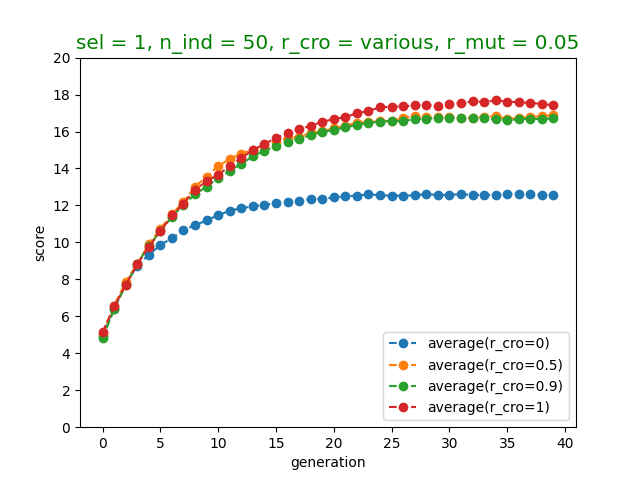 sel = 1, n_ind = 50, r_cro = various, r_mut = 0.05
20
18
16
14
12
10
8
6
4
2
0
score
0 5 10 15 20 25 30 35 40
generation
average(r_cro=0)
average(r_cro=0.5)
average(r_cro=0.9)
average(r_cro=1)